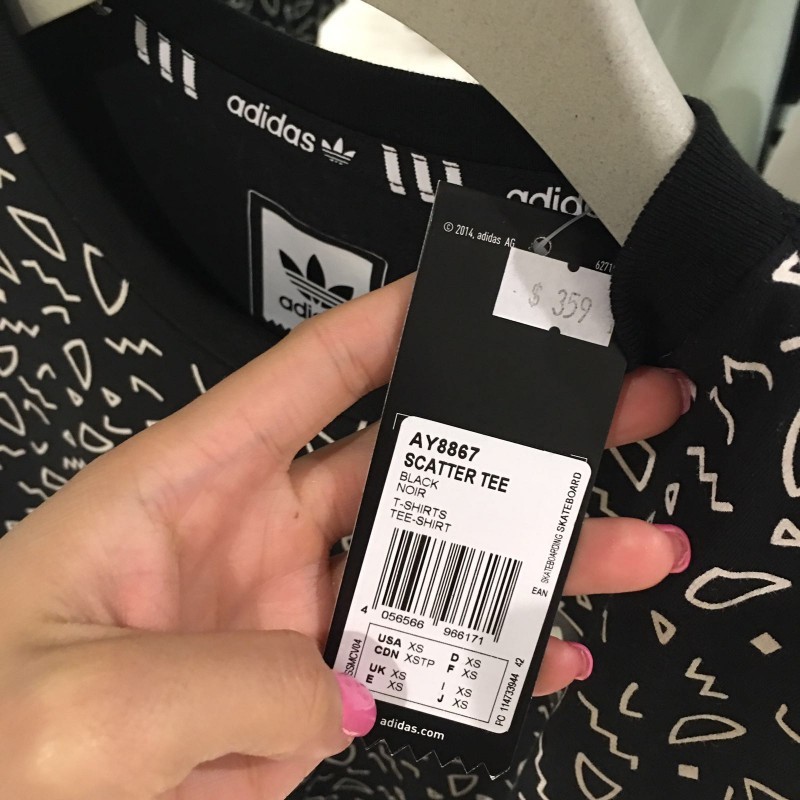 adidas
adidas
© 2014, adidas AG
6271
$ 359
AY8867
SCATTER TEE
BLACK
NOIR
T-SHIRTS
TEE-SHIRT
SKATEBOARDING SKATEBOARD
EAN
4 056566 966171
USA XS D XS
CDN XSTP F XS
UK XS I XS
E XS J XS
PO 114733944 42
adidas.com